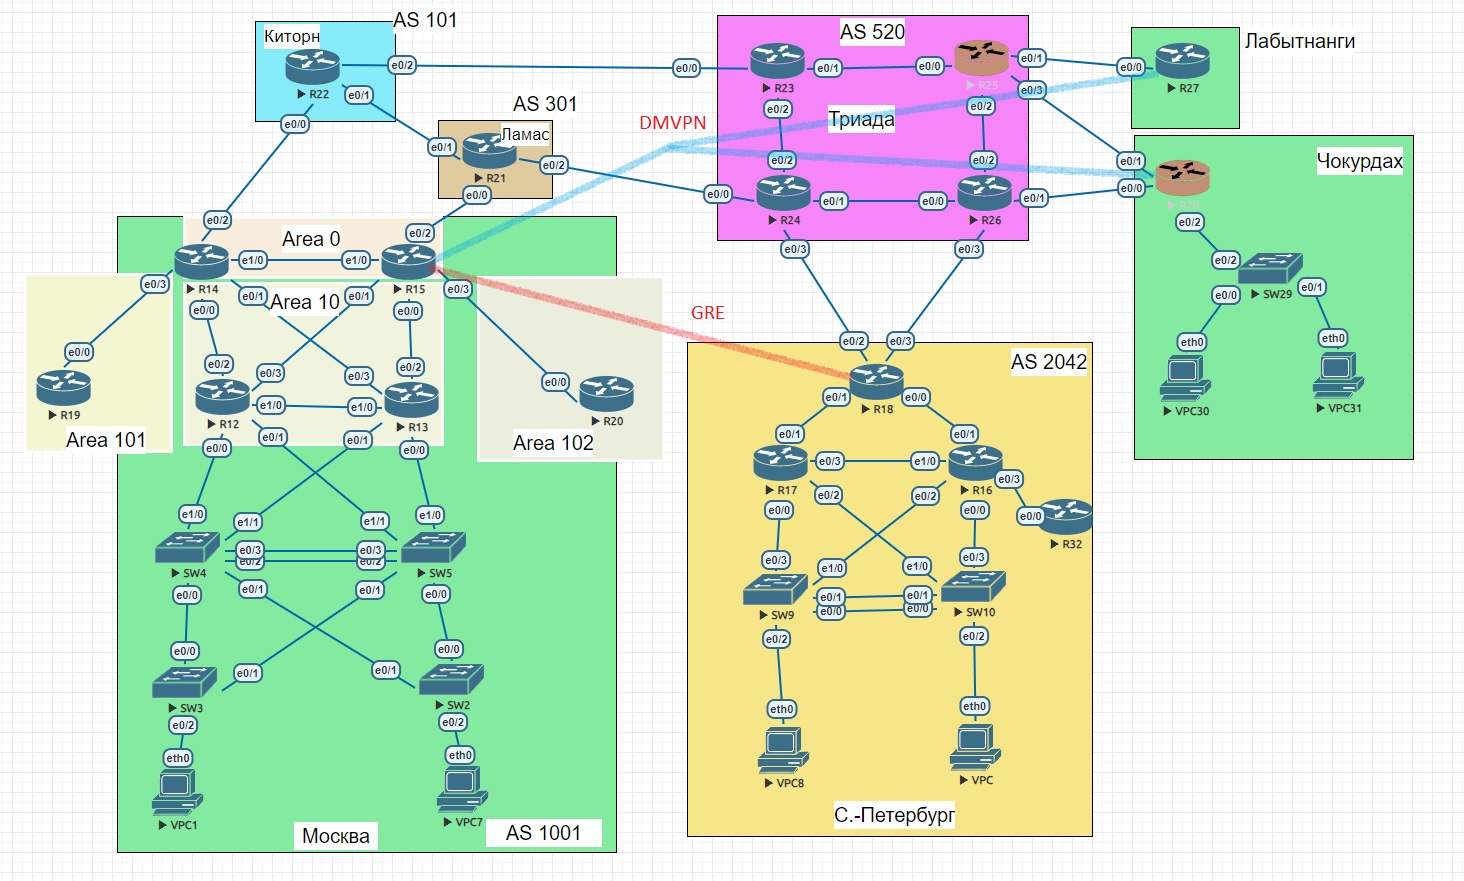 AS 101
Киторн
R22
e0/2
e0/1
e0/0
AS 301
Ламас
R21
e0/1
e0/2
e0/0
AS 520
Триада
R23
e0/0
e0/1
e0/2
R25
e0/0
e0/1
e0/3
e0/2
R24
e0/2
e0/0
e0/1
e0/3
R26
e0/2
e0/0
e0/1
e0/3
Лабытнанги
R27
e0/0
Чокурдах
e0/1
e0/0
e0/2
SW29
e0/2
e0/0
e0/1
eth0
eth0
VPC30
VPC31
DMVPN
GRE
Area 0
R14
e0/2
e1/0
e0/3
e0/0
e0/1
R15
e0/2
e1/0
e0/3
e0/1
e0/0
Area 10
R19
e0/0
Area 101
R20
e0/0
Area 102
R12
e0/2
e0/3
e1/0
e0/0
e1/0
R13
e0/3
e0/2
e1/0
e0/1
e0/0
SW4
e1/0
e1/1
e0/3
e0/2
e0/0
e0/1
SW5
e1/1
e1/0
e0/3
e0/2
e0/1
e0/0
SW3
e0/0
e0/1
e0/2
SW2
e0/1
e0/0
e0/2
eth0
VPC1
eth0
VPC7
Москва
AS 1001
AS 2042
R18
e0/2
e0/3
e0/1
e0/0
R17
e0/1
e0/3
e0/2
e0/0
R16
e0/1
e1/0
e0/2
e0/0
e0/3
R32
e0/0
SW9
e0/3
e1/0
e0/1
e0/0
e0/2
SW10
e1/0
e0/3
e0/1
e0/0
e0/2
eth0
VPC8
eth0
VPC
С.-Петербург